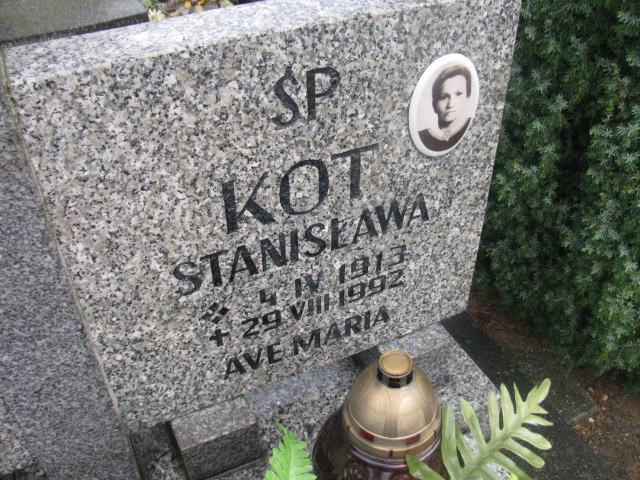 ŚP
KOT
STANISŁAWA
4 IV 1913
+ 29 VIII 1992
AVE MARIA